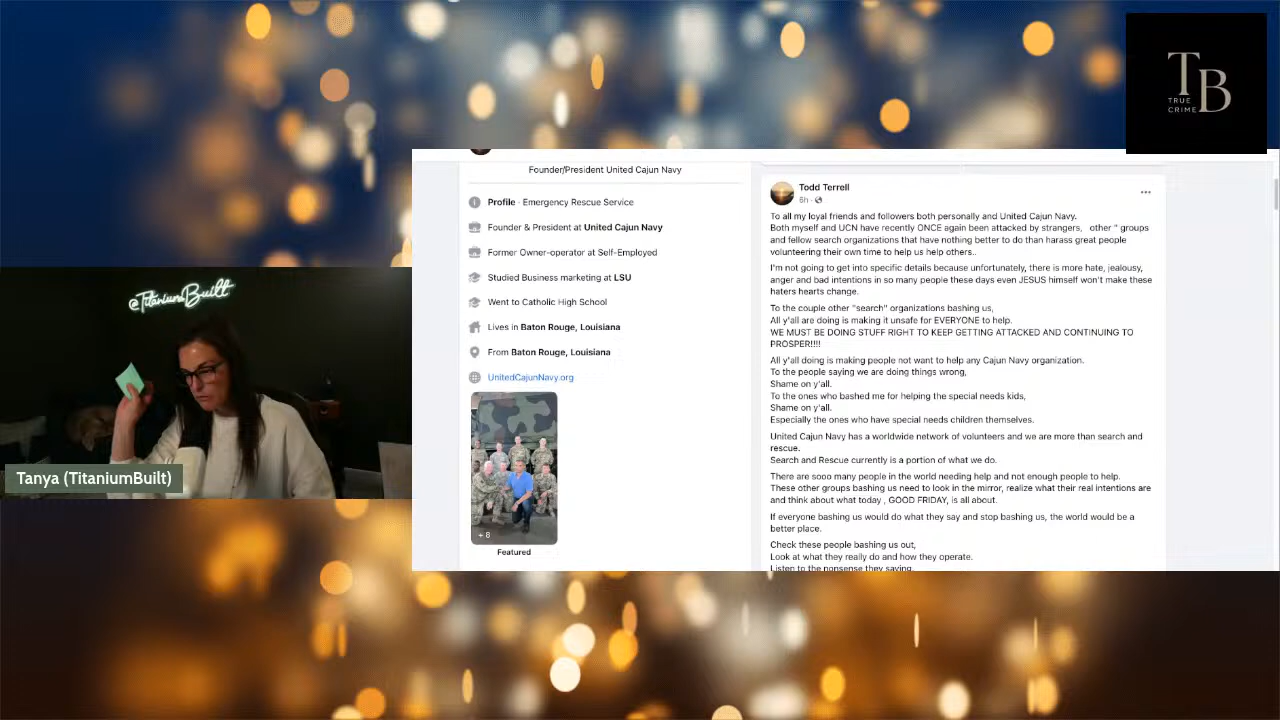 TB
TRUE
CRIME
@TitaniumBuilt
Tanya (TitaniumBuilt)
Founder/President United Cajun Navy
Profile · Emergency Rescue Service
Founder & President at United Cajun Navy
Former Owner-operator at Self-Employed
Studied Business marketing at LSU
Went to Catholic High School
Lives in Baton Rouge, Louisiana
From Baton Rouge, Louisiana
UnitedCajunNavy.org
+8
Featured
Todd Terrell
6h ·
To all my loyal friends and followers both personally and United Cajun Navy.
Both myself and UCN have recently ONCE again been attacked by strangers, other " groups
and fellow search organizations that have nothing better to do than harass great people
volunteering their own time to help us help others..
I'm not going to get into specific details because unfortunately, there is more hate, jealousy,
anger and bad intentions in so many people these days even JESUS himself won't make these
haters hearts change.
To the couple other "search" organizations bashing us,
All y'all are doing is making it unsafe for EVERYONE to help.
WE MUST BE DOING STUFF RIGHT TO KEEP GETTING ATTACKED AND CONTINUING TO
PROSPER!!!!
All y'all doing is making people not want to help any Cajun Navy organization.
To the people saying we are doing things wrong,
Shame on y'all.
To the ones who bashed me for helping the special needs kids,
Shame on y'all.
Especially the ones who have special needs children themselves.
United Cajun Navy has a worldwide network of volunteers and we are more than search and
rescue.
Search and Rescue currently is a portion of what we do.
There are sooo many people in the world needing help and not enough people to help.
These other groups bashing us need to look in the mirror, realize what their real intentions are
and think about what today , GOOD FRIDAY, is all about.
If everyone bashing us would do what they say and stop bashing us, the world would be a
better place.
Check these people bashing us out,
Look at what they really do and how they operate.
Listen to the nonsense they saying.